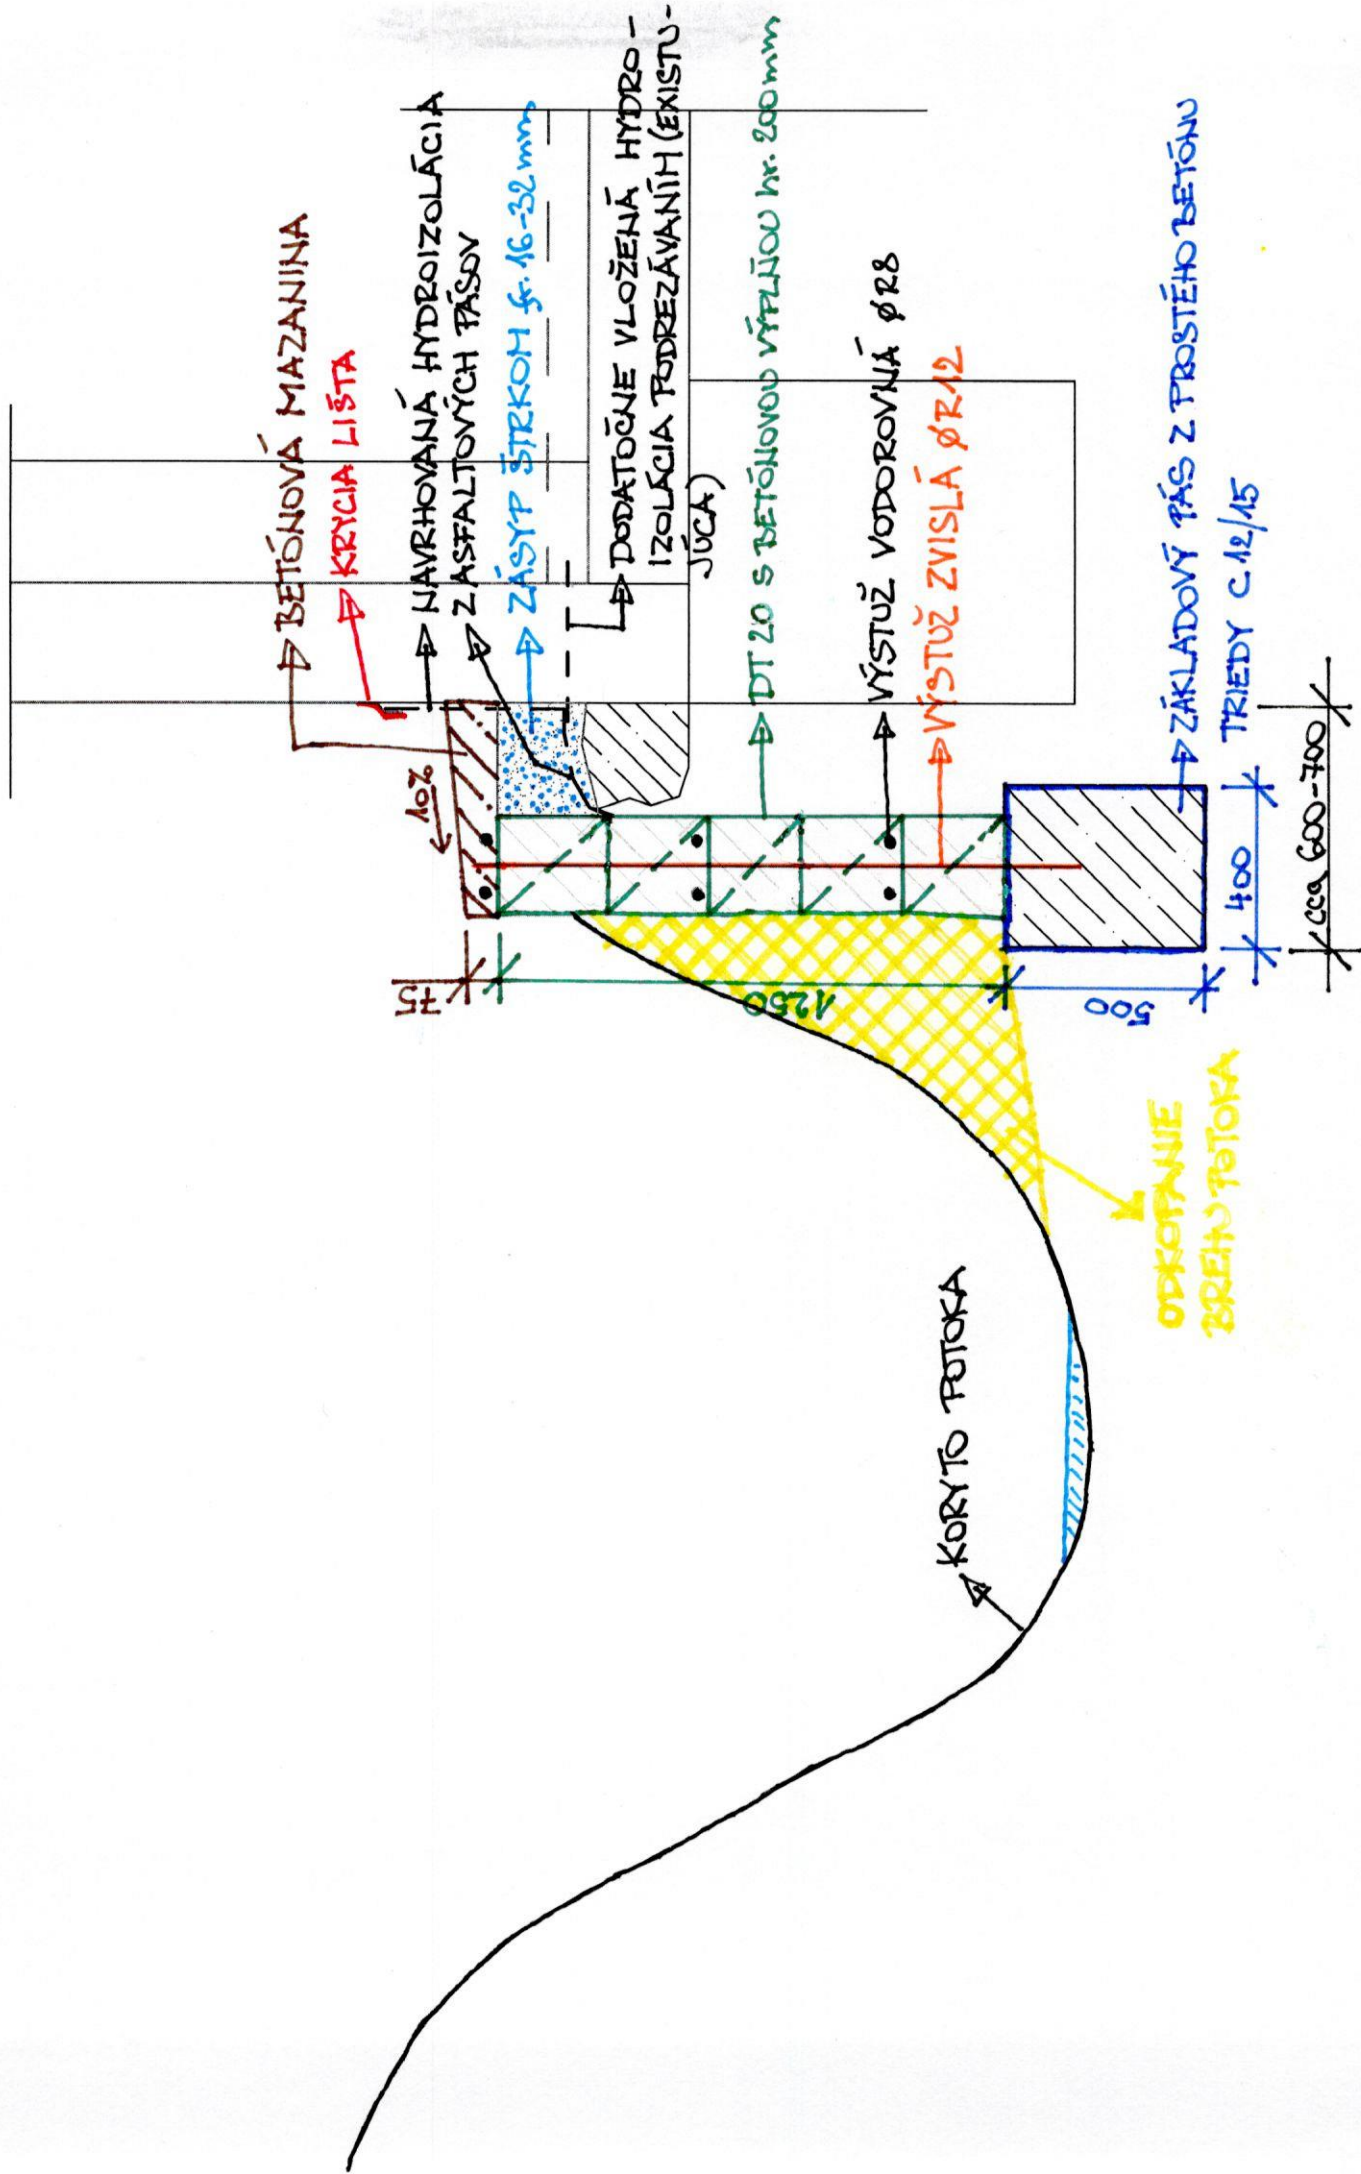 BETÓNOVÁ MAZANINA
KRYCIA LIŠTA
10%
NAVRHOVANÁ HYDROIZOLÁCIA
Z ASFALTOVÝCH PÁSOV
ZÁSYP ŠTRKOM fr. 16-32 mm
DODATOČNE VLOŽENÁ HYDRO-
IZOLÁCIA PODREZÁVANÍM (EXISTU-
JÚCA)
DT 20 S BETÓNOVOU VÝPLŇOU hr. 200 mm
VÝSTUŽ VODOROVNÁ ØR8
VÝSTUŽ ZVISLÁ ØR12
ZÁKLADOVÝ PÁS Z PROSTÉHO BETÓNU
TRIEDY C 12/15
75
1250
500
400
cca 600-700
ODKOPANIE
BREHU POTOKA
KORYTO POTOKA